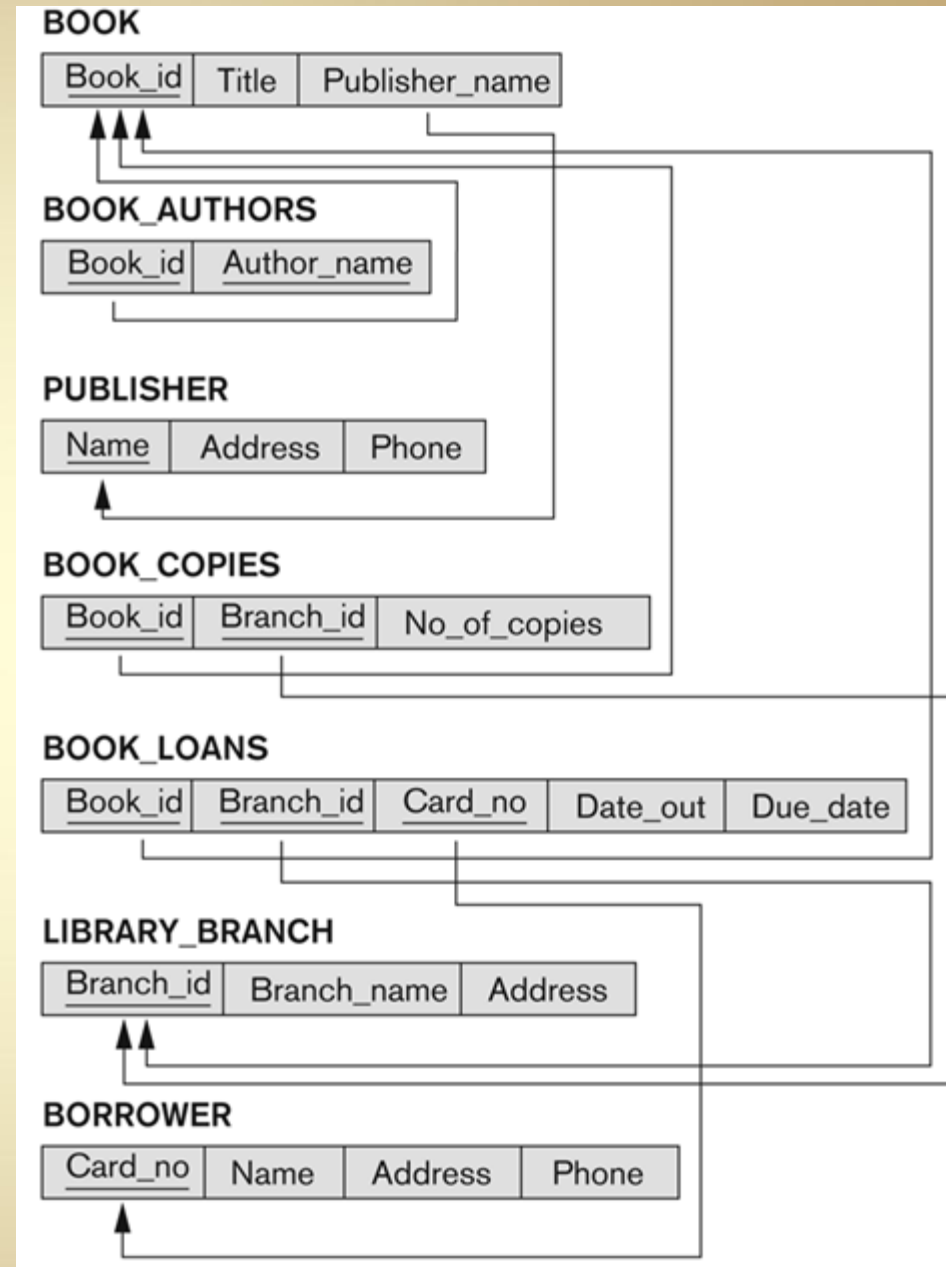 BOOK
Book_id Title Publisher_name
BOOK_AUTHORS
Book_id Author_name
PUBLISHER
Name Address Phone
BOOK_COPIES
Book_id Branch_id No_of_copies
BOOK_LOANS
Book_id Branch_id Card_no Date_out Due_date
LIBRARY_BRANCH
Branch_id Branch_name Address
BORROWER
Card_no Name Address Phone